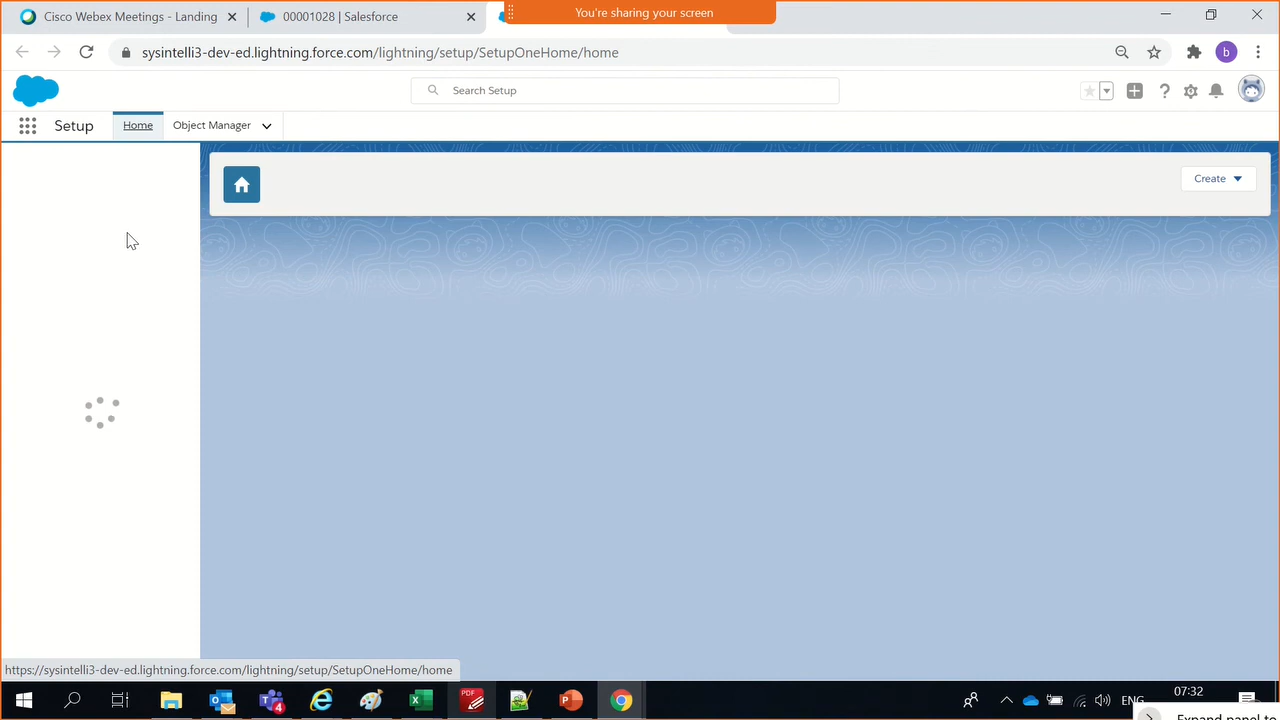 You're sharing your screen
Cisco Webex Meetings - Landing
00001028 | Salesforce
sysintelli3-dev-ed.lightning.force.com/lightning/setup/SetupOneHome/home
b
Search Setup
Setup
Home
Object Manager
Create
https://sysintelli3-dev-ed.lightning.force.com/lightning/setup/SetupOneHome/home
PDF
4
ENG
07:32
Expand panel to